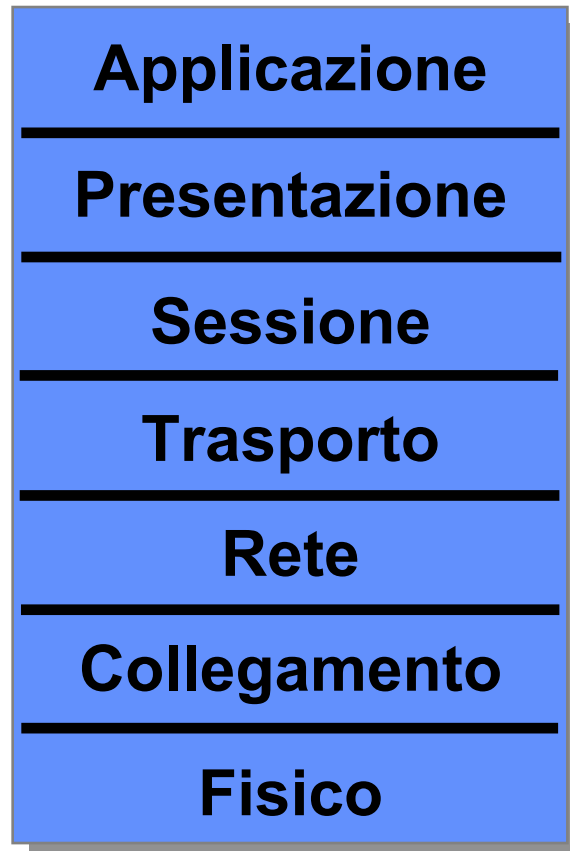 Applicazione
Presentazione
Sessione
Trasporto
Rete
Collegamento
Fisico